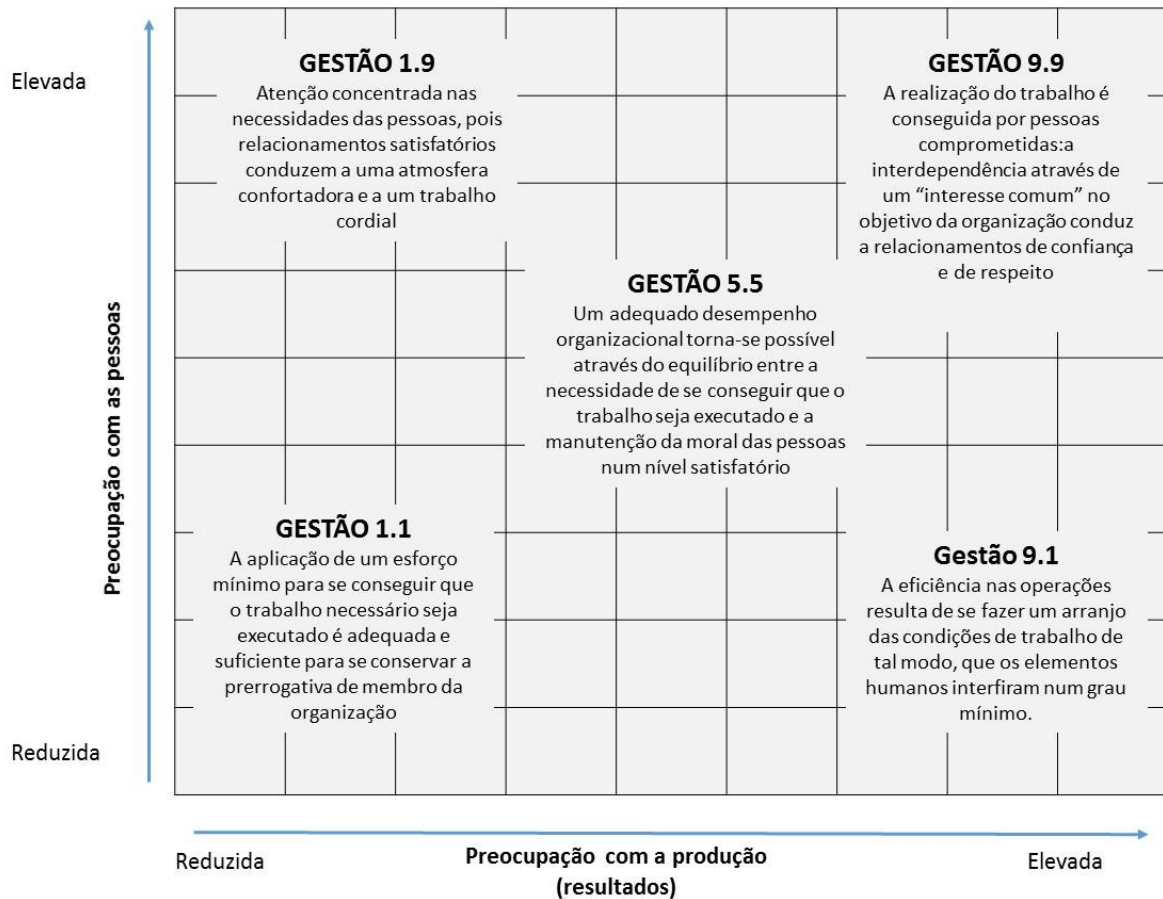 Elevada
Preocupação com as pessoas
Reduzida
GESTÃO 1.9
Atenção concentrada nas
necessidades das pessoas, pois
relacionamentos satisfatórios
conduzem a uma atmosfera
confortadora e a um trabalho
cordial
GESTÃO 9.9
A realização do trabalho é
conseguida por pessoas
comprometidas:a
interdependência através de
um “interesse comum” no
objetivo da organização conduz
a relacionamentos de confiança
e de respeito
GESTÃO 5.5
Um adequado desempenho
organizacional torna-se possível
através do equilíbrio entre a
necessidade de se conseguir que o
trabalho seja executado e a
manutenção da moral das pessoas
num nível satisfatório
GESTÃO 1.1
A aplicação de um esforço
mínimo para se conseguir que
o trabalho necessário seja
executado é adequada e
suficiente para se conservar a
prerrogativa de membro da
organização
Gestão 9.1
A eficiência nas operações
resulta de se fazer um arranjo
das condições de trabalho de
tal modo, que os elementos
humanos interfiram num grau
mínimo.
Reduzida
Preocupação com a produção
(resultados)
Elevada